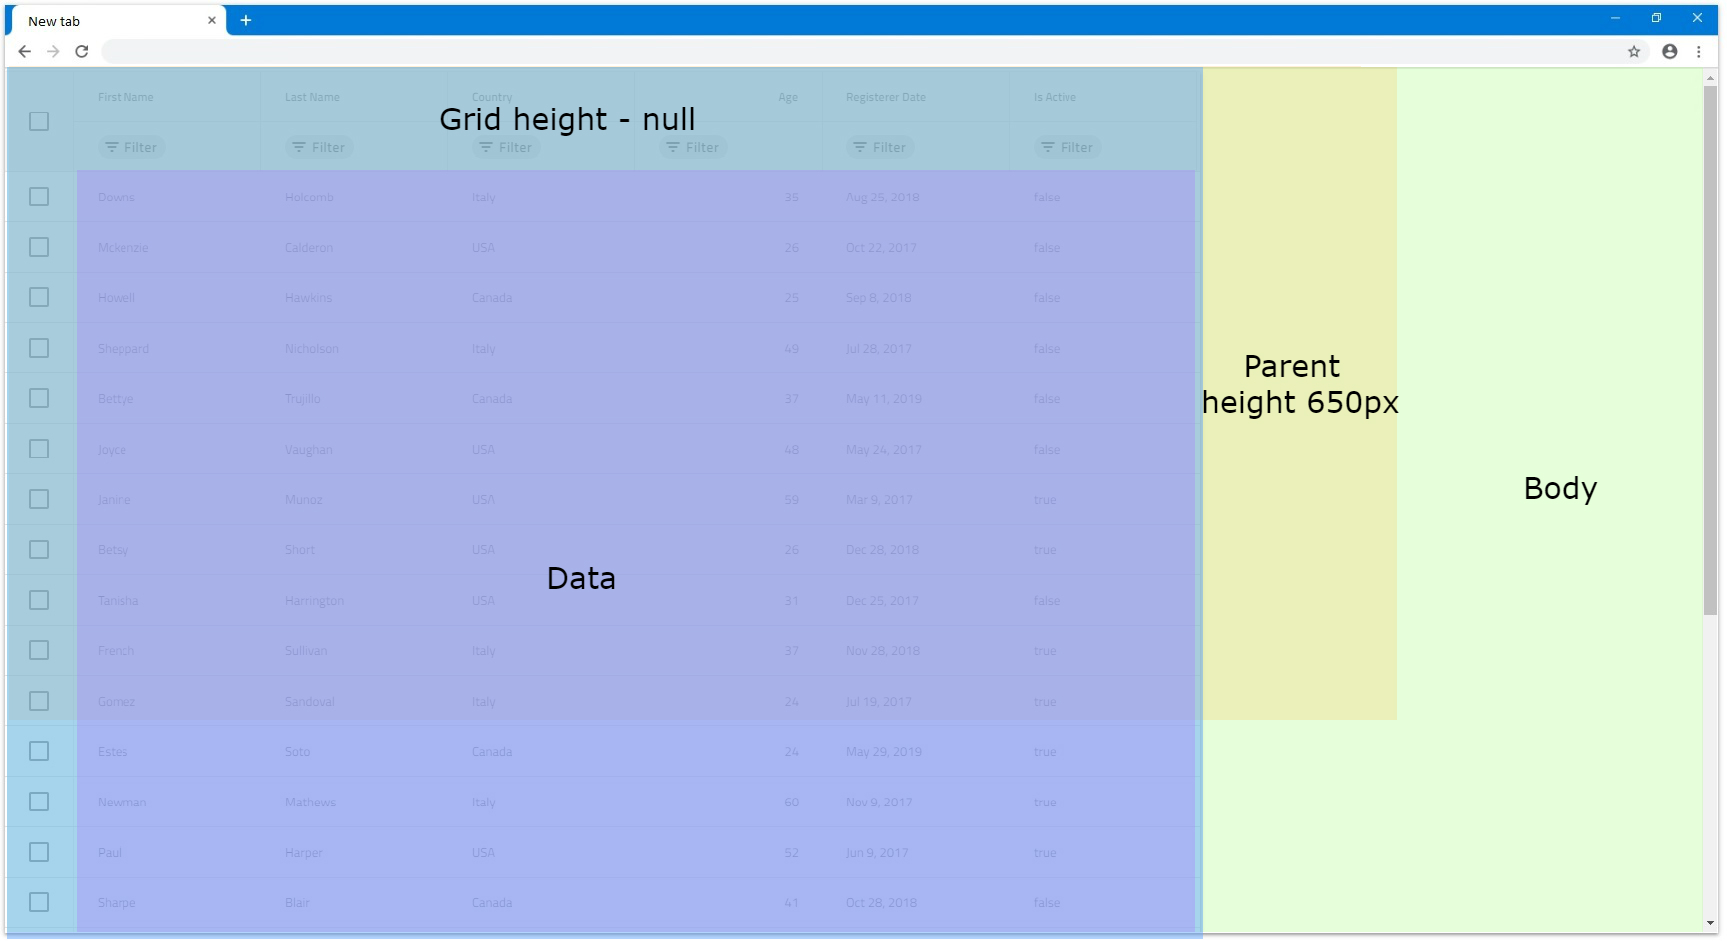 New tab
First Name Last Name Country Age Registerer Date Is Active
Grid height - null
Filter Filter Filter Filter Filter Filter
Downs Holcomb Italy 35 Aug 25, 2018 false
Mckenzie Calderon USA 26 Oct 22, 2017 false
Howell Hawkins Canada 25 Sep 8, 2018 false
Sheppard Nicholson Italy 49 Jul 28, 2017 false
Parent
height 650px
Bettye Trujillo Canada 37 May 11, 2019 false
Joyce Vaughan USA 48 May 24, 2017 false
Body
Janine Munoz USA 59 Mar 9, 2017 true
Betsy Short USA 26 Dec 28, 2018 true
Data
Tanisha Harrington USA 31 Dec 25, 2017 false
French Sullivan Italy 37 Nov 28, 2018 true
Gomez Sandoval Italy 24 Jul 19, 2017 true
Estes Soto Canada 24 May 29, 2019 true
Newman Mathews Italy 60 Nov 9, 2017 true
Paul Harper USA 52 Jun 9, 2017 true
Sharpe Blair Canada 41 Oct 28, 2018 false